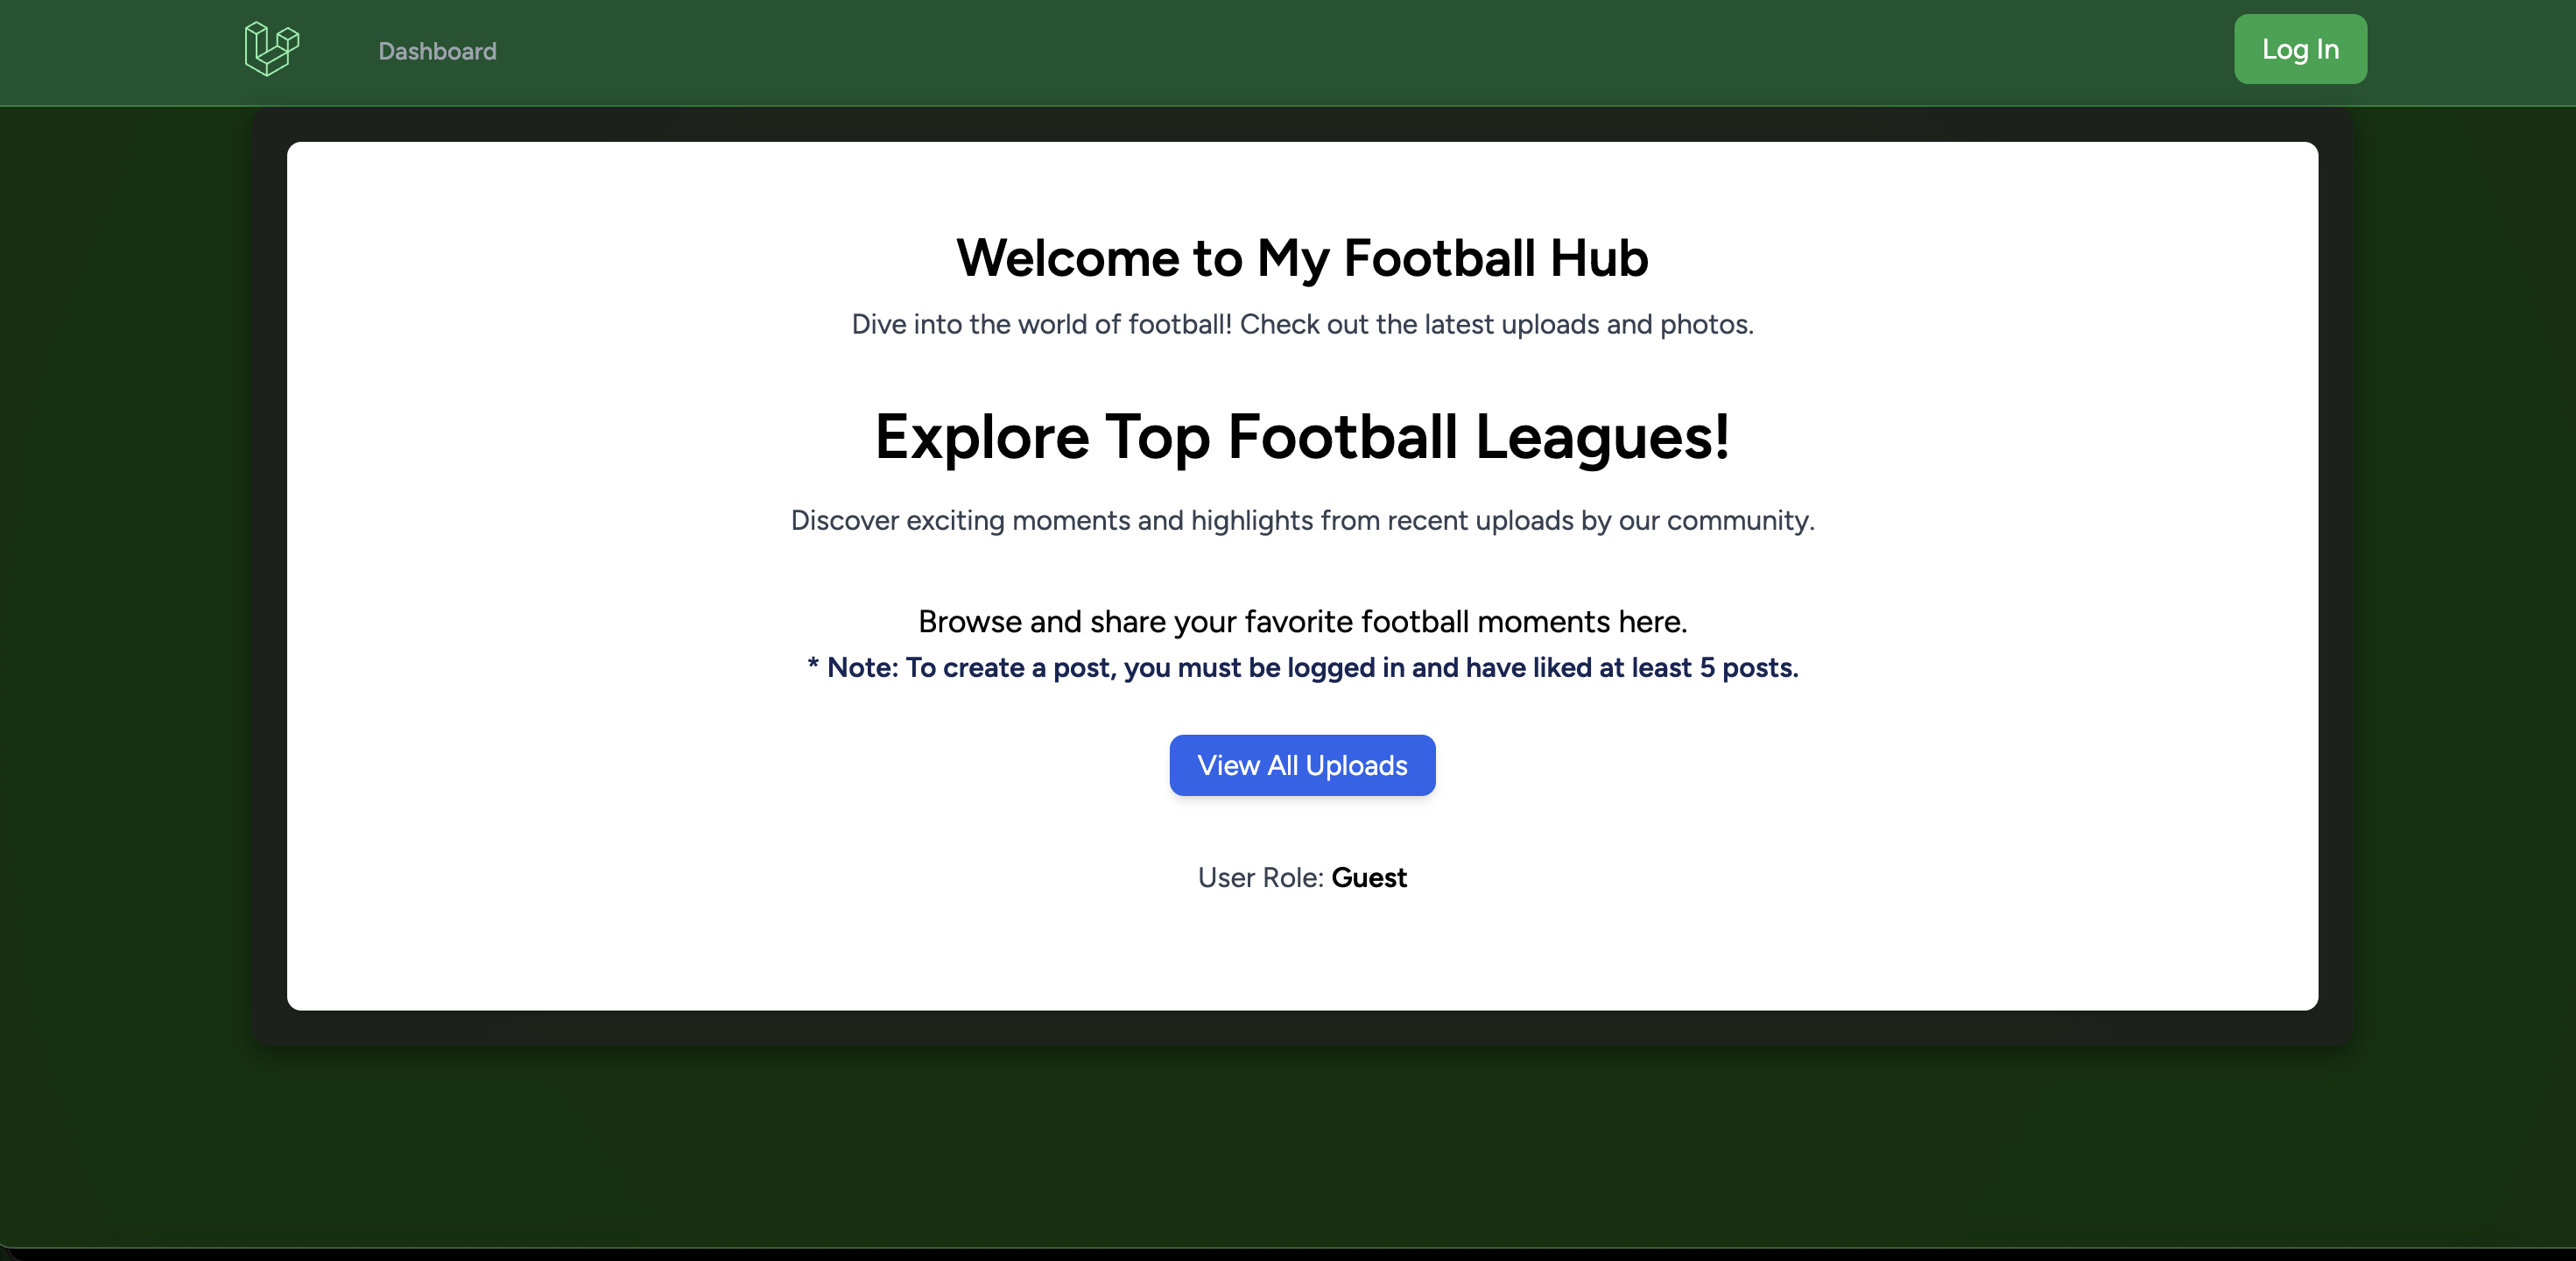 Dashboard
Log In
Welcome to My Football Hub
Dive into the world of football! Check out the latest uploads and photos.
Explore Top Football Leagues!
Discover exciting moments and highlights from recent uploads by our community.
Browse and share your favorite football moments here.
* Note: To create a post, you must be logged in and have liked at least 5 posts.
View All Uploads
User Role: Guest